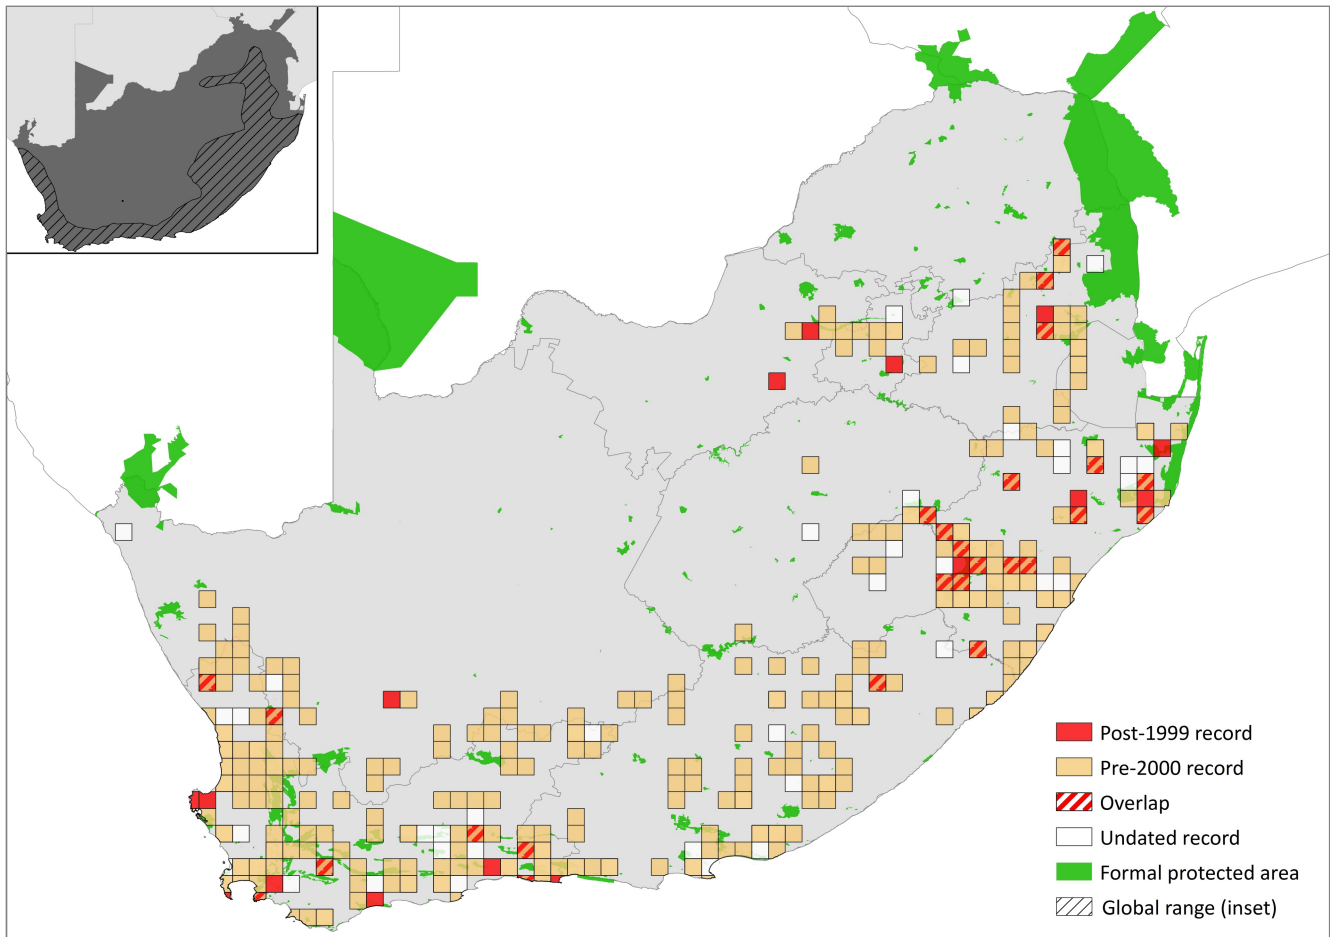 Post-1999 record
Pre-2000 record
Overlap
Undated record
Formal protected area
Global range (inset)